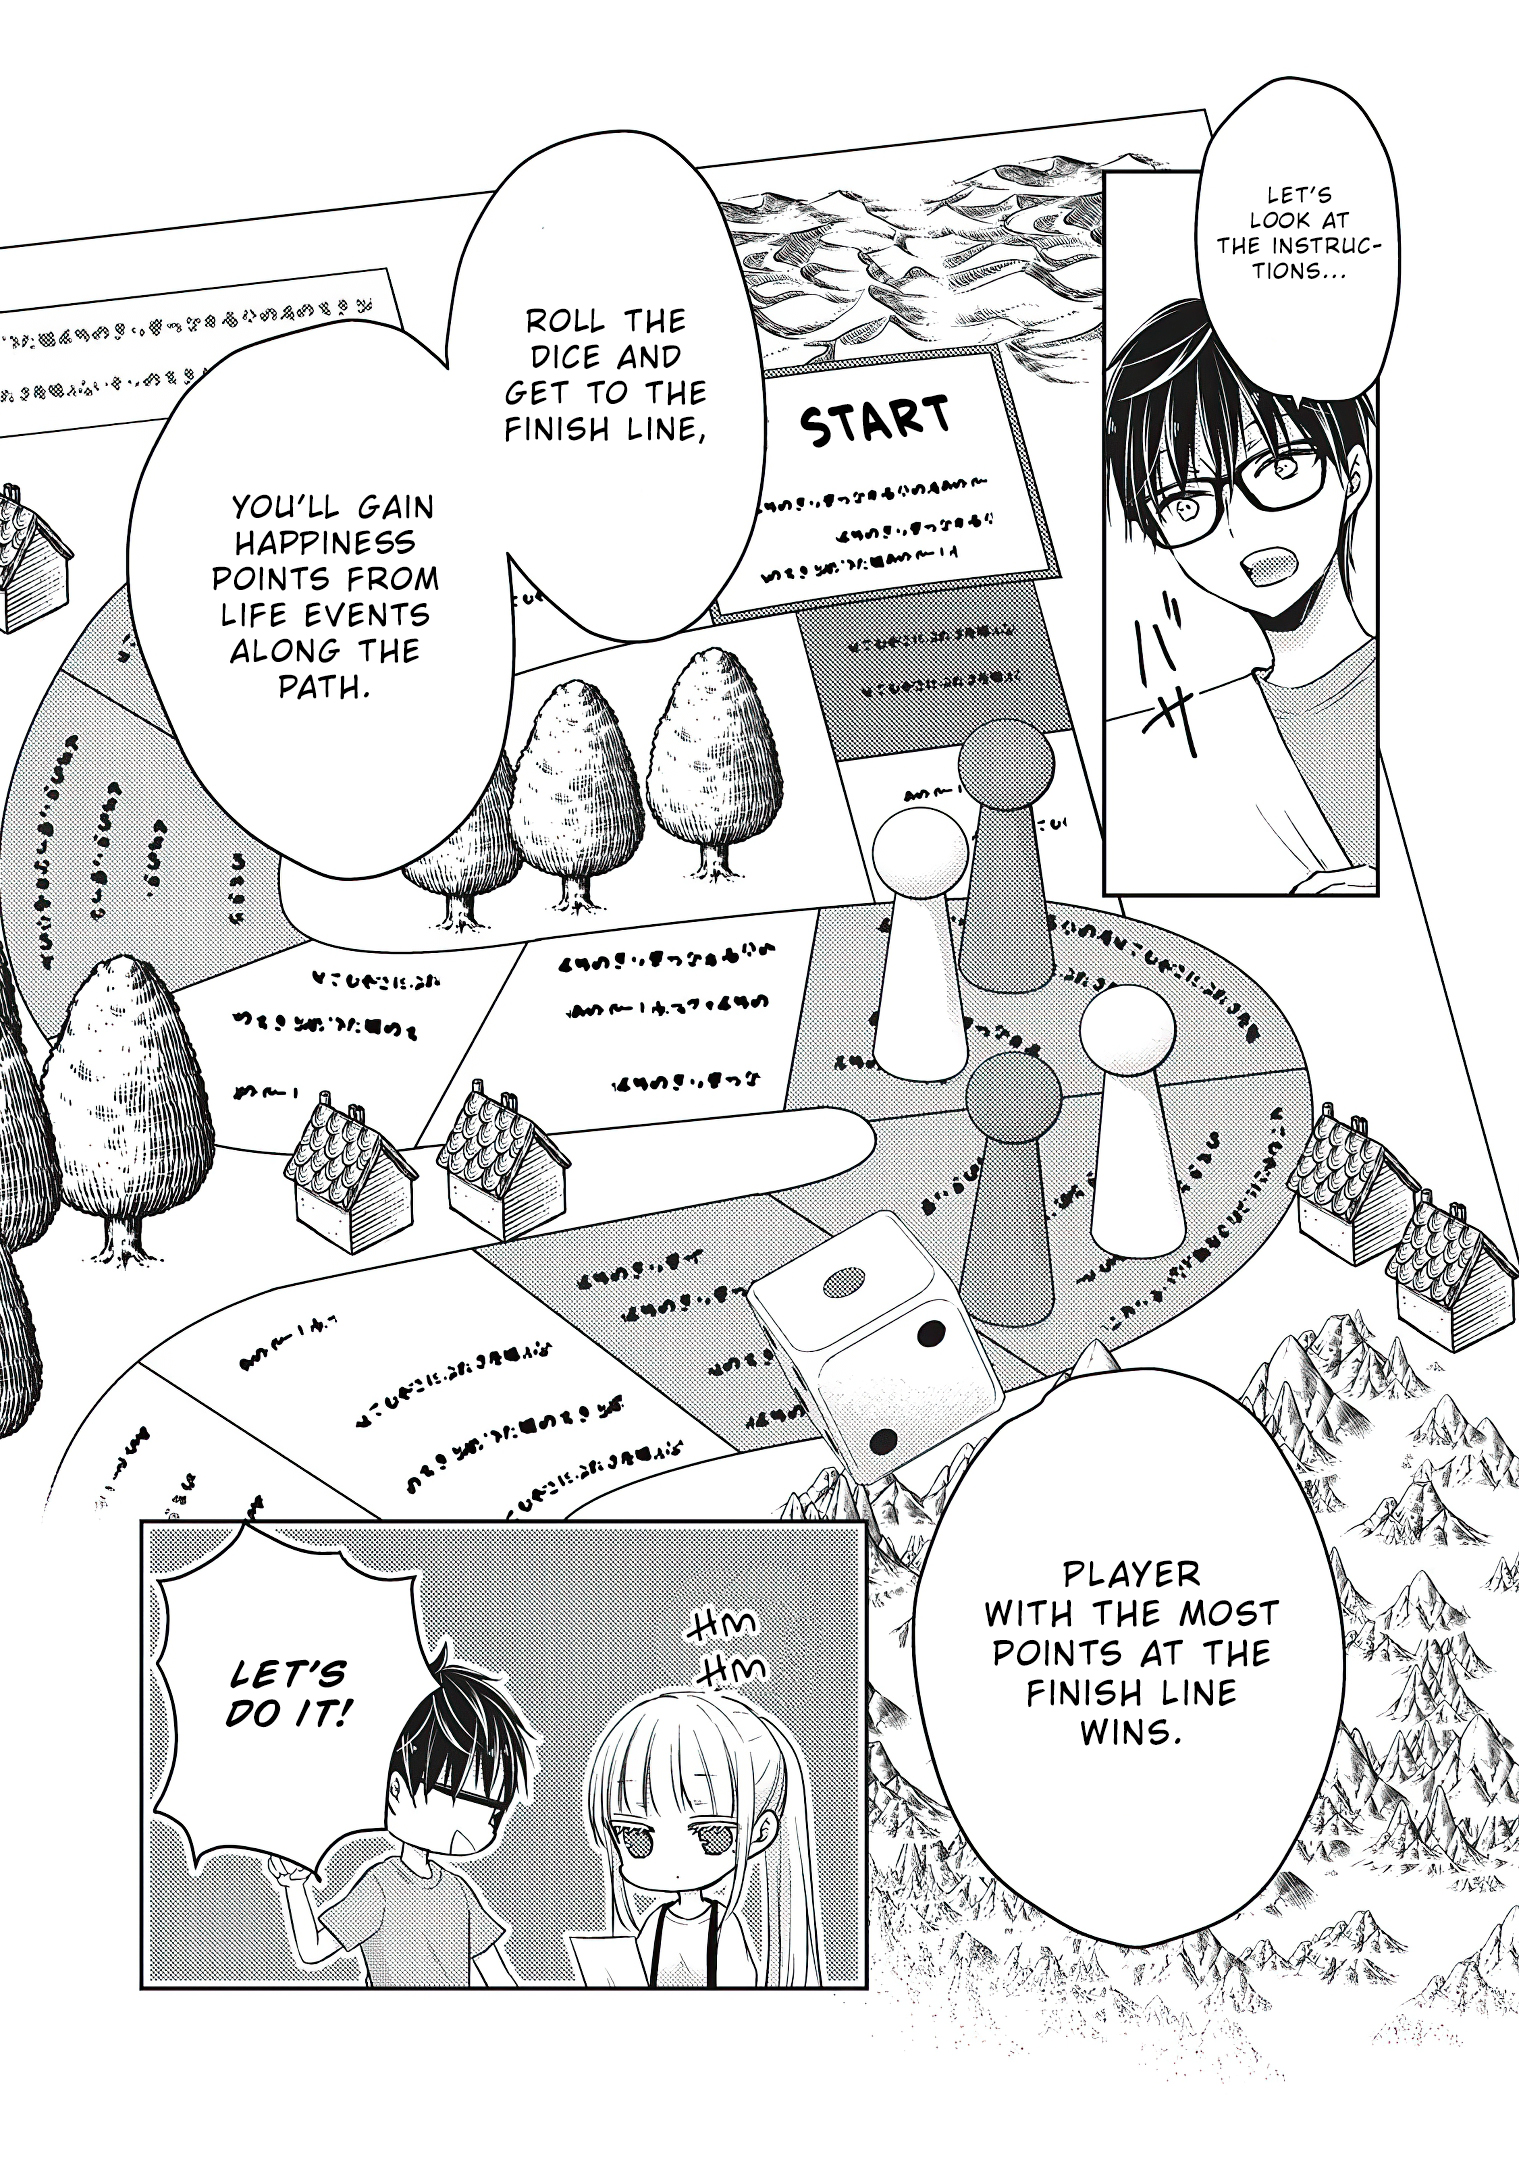 LET'S
LOOK AT
THE INSTRUC-
TIONS...
バサ
ROLL THE
DICE AND
GET TO THE
FINISH LINE,
YOU'LL GAIN
HAPPINESS
POINTS FROM
LIFE EVENTS
ALONG THE
PATH.
START
PLAYER
WITH THE MOST
POINTS AT THE
FINISH LINE
WINS.
HM
HM
LET'S
DO IT!